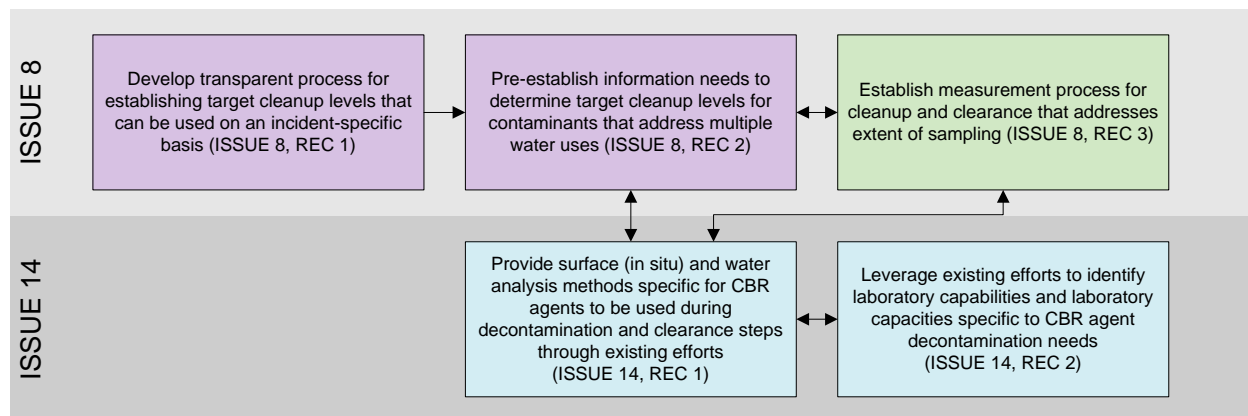 ISSUE 8
Develop transparent process for
establishing target cleanup levels that
can be used on an incident-specific
basis (ISSUE 8, REC 1)
Pre-establish information needs to
determine target cleanup levels for
contaminants that address multiple
water uses (ISSUE 8, REC 2)
Establish measurement process for
cleanup and clearance that addresses
extent of sampling (ISSUE 8, REC 3)
ISSUE 14
Provide surface (in situ) and water
analysis methods specific for CBR
agents to be used during
decontamination and clearance steps
through existing efforts
(ISSUE 14, REC 1)
Leverage existing efforts to identify
laboratory capabilities and laboratory
capacities specific to CBR agent
decontamination needs
(ISSUE 14, REC 2)